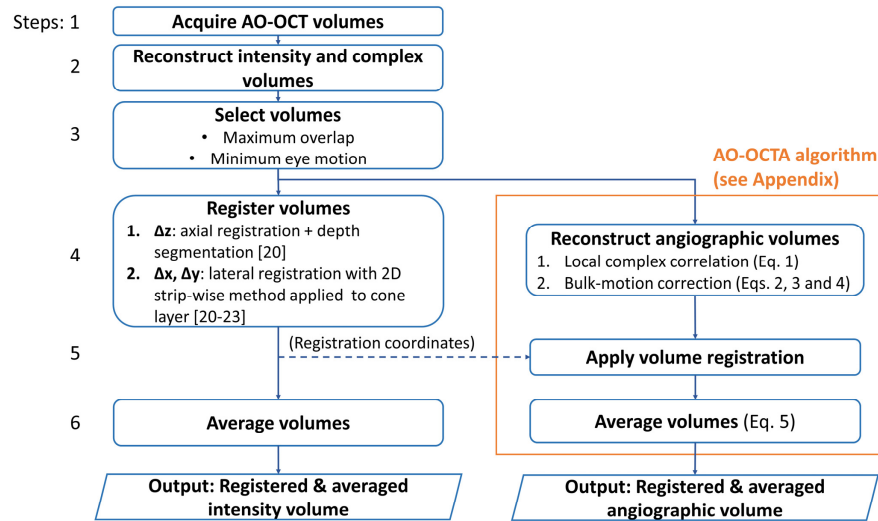 Steps: 1
Acquire AO-OCT volumes
2
Reconstruct intensity and complex
volumes
3
Select volumes
• Maximum overlap
• Minimum eye motion
AO-OCTA algorithm
(see Appendix)
4
Register volumes
1. Δz: axial registration + depth
segmentation [20]
2. Δx, Δy: lateral registration with 2D
strip-wise method applied to cone
layer [20-23]
Reconstruct angiographic volumes
1. Local complex correlation (Eq. 1)
2. Bulk-motion correction (Eqs. 2, 3 and 4)
5
(Registration coordinates)
Apply volume registration
6
Average volumes
Average volumes (Eq. 5)
Output: Registered & averaged
intensity volume
Output: Registered & averaged
angiographic volume